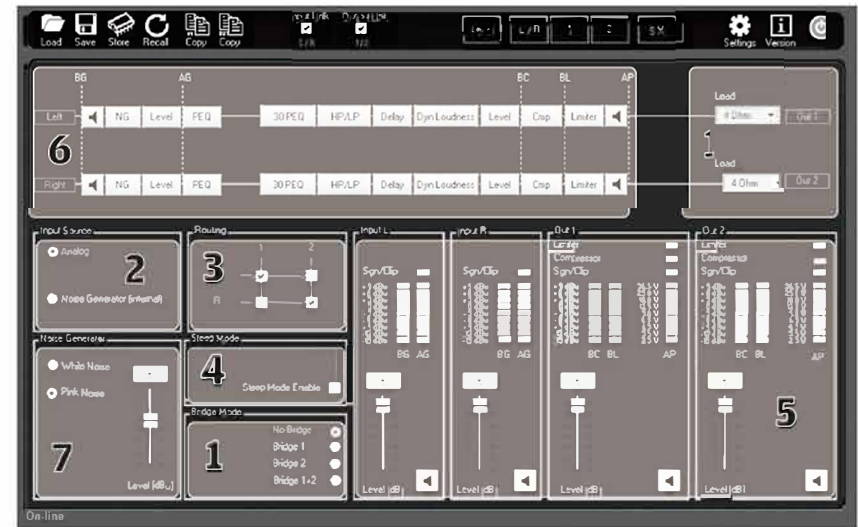 Load Save Store Recall Copy Copy
L/R 1 2
Settings Version
BG AG BC BL AP
Left NG Level PEQ 30 PEQ HP/LP Delay Dyn Loudness Level Cmp Limiter
Load
4 Ohm Out 1
6 1
Right NG Level PEQ 30 PEQ HP/LP Delay Dyn Loudness Level Cmp Limiter
Load
4 Ohm Out 2
Input Source
Analog
2
Noise Generator (internal)
Routing
1 2
3
R
Sleep Mode
4
Sleep Mode Enable
Bridge Mode
1
No Bridge
Bridge 1
Bridge 2
Bridge 1+2
Noise Generator
White Noise
Pink Noise
7
Level [dBu]
Input L
Sgn/Clip
BG AG
Level [dB]
Input R
Sgn/Clip
BG AG
Level [dB]
Out 1
Limiter
Compressor
Sgn/Clip
BC BL AP
Level [dB]
Out 2
Limiter
Compressor
Sgn/Clip
BC BL AP
5
Level [dB]
On-line